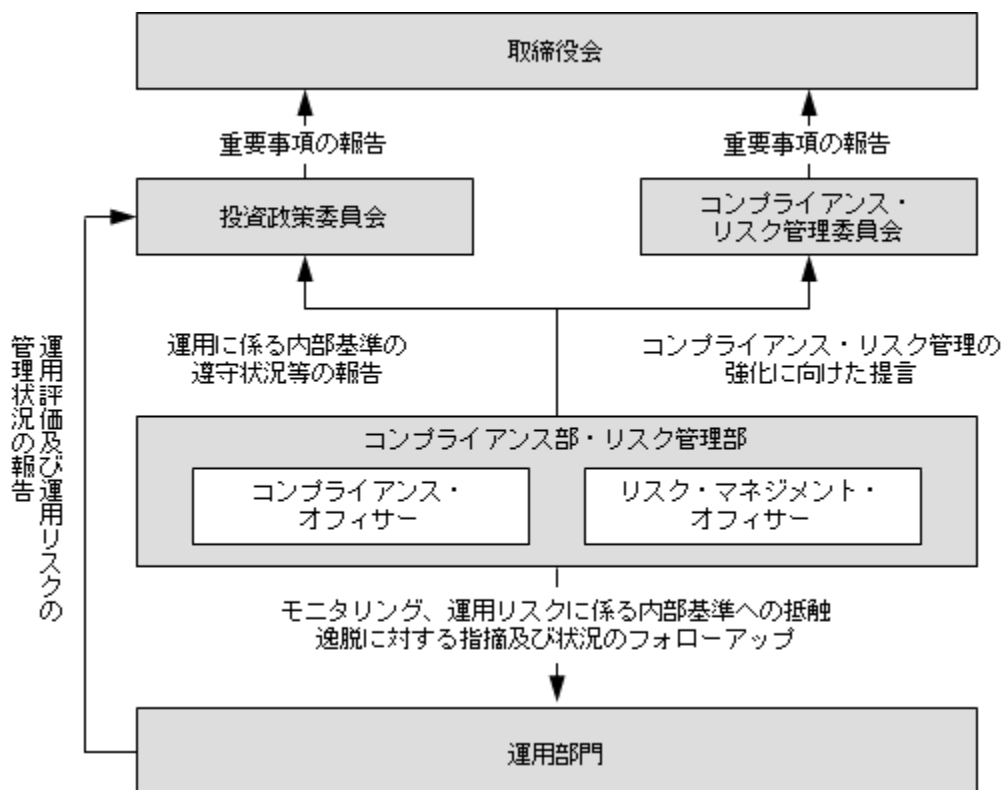 取締役会
重要事項の報告
重要事項の報告
投資政策委員会
コンプライアンス・
リスク管理委員会
運用に係る内部基準の
遵守状況等の報告
コンプライアンス・リスク管理の
強化に向けた提言
運用評価及び運用リスクの
管理状況の報告
コンプライアンス部・リスク管理部
コンプライアンス・
オフィサー
リスク・マネジメント・
オフィサー
モニタリング、運用リスクに係る内部基準への抵触
逸脱に対する指摘及び状況のフォローアップ
運用部門